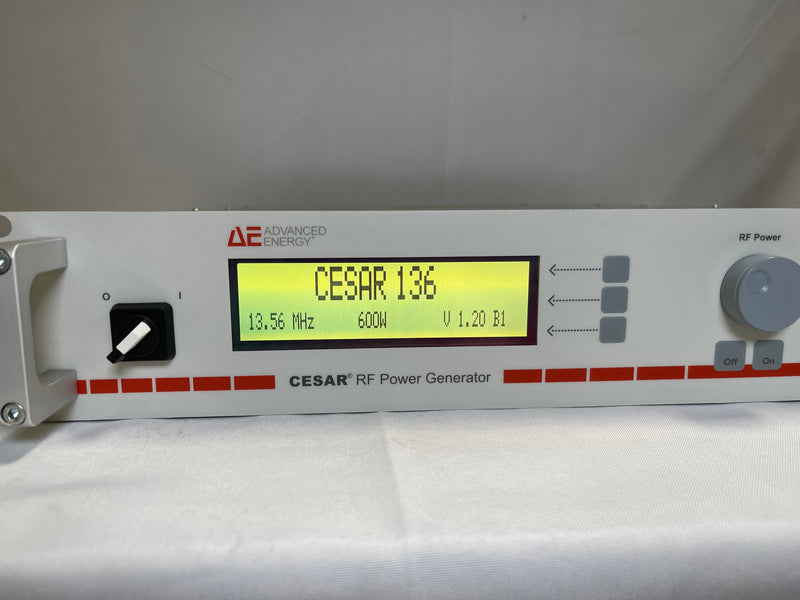 AE ADVANCED
ENERGY®
RF Power
O I
CESAR 136
13.56 MHz 600W V 1.20 B1
Off On
CESAR® RF Power Generator